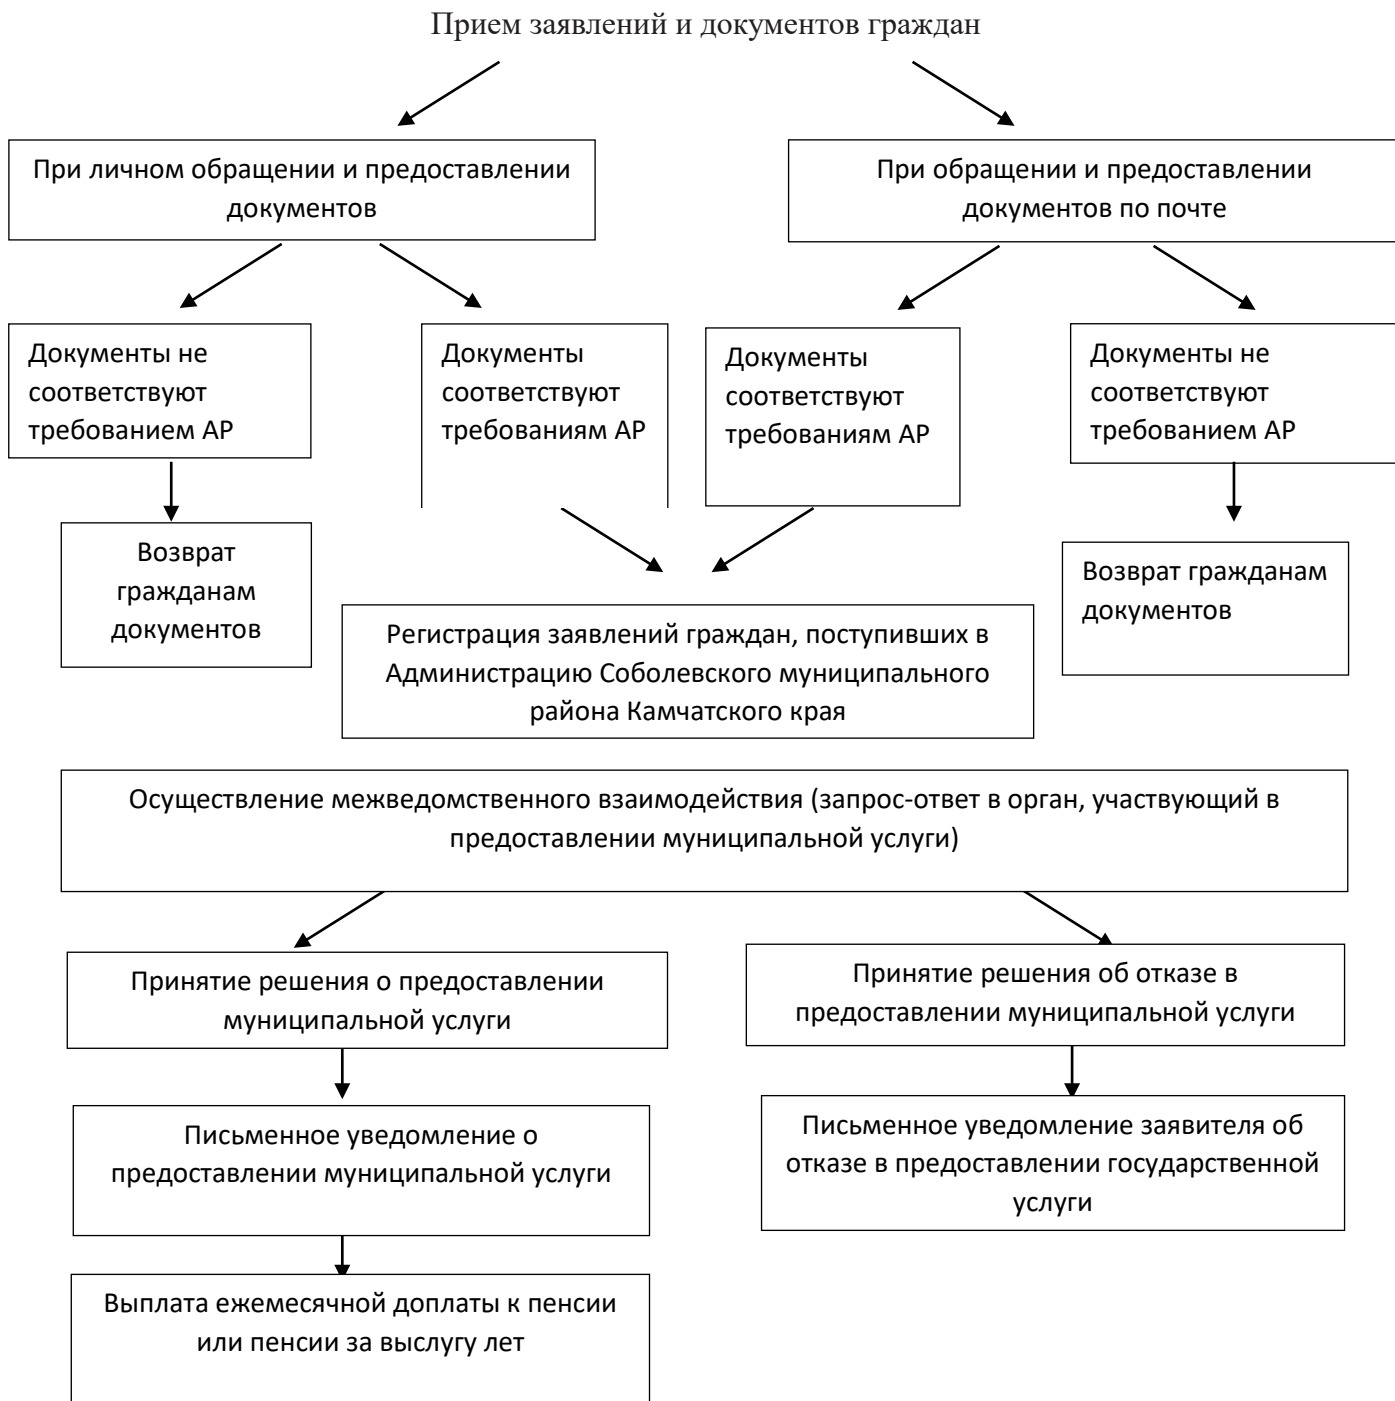 Прием заявлений и документов граждан
При личном обращении и предоставлении
документов
При обращении и предоставлении
документов по почте
Документы не
соответствуют
требованием АР
Документы
соответствуют
требованиям АР
Документы
соответствуют
требованиям АР
Документы не
соответствуют
требованием АР
Возврат
гражданам
документов
Возврат гражданам
документов
Регистрация заявлений граждан, поступивших в
Администрацию Соболевского муниципального
района Камчатского края
Осуществление межведомственного взаимодействия (запрос-ответ в орган, участвующий в
предоставлении муниципальной услуги)
Принятие решения о предоставлении
муниципальной услуги
Принятие решения об отказе в
предоставлении муниципальной услуги
Письменное уведомление о
предоставлении муниципальной услуги
Письменное уведомление заявителя об
отказе в предоставлении государственной
услуги
Выплата ежемесячной доплаты к пенсии
или пенсии за выслугу лет